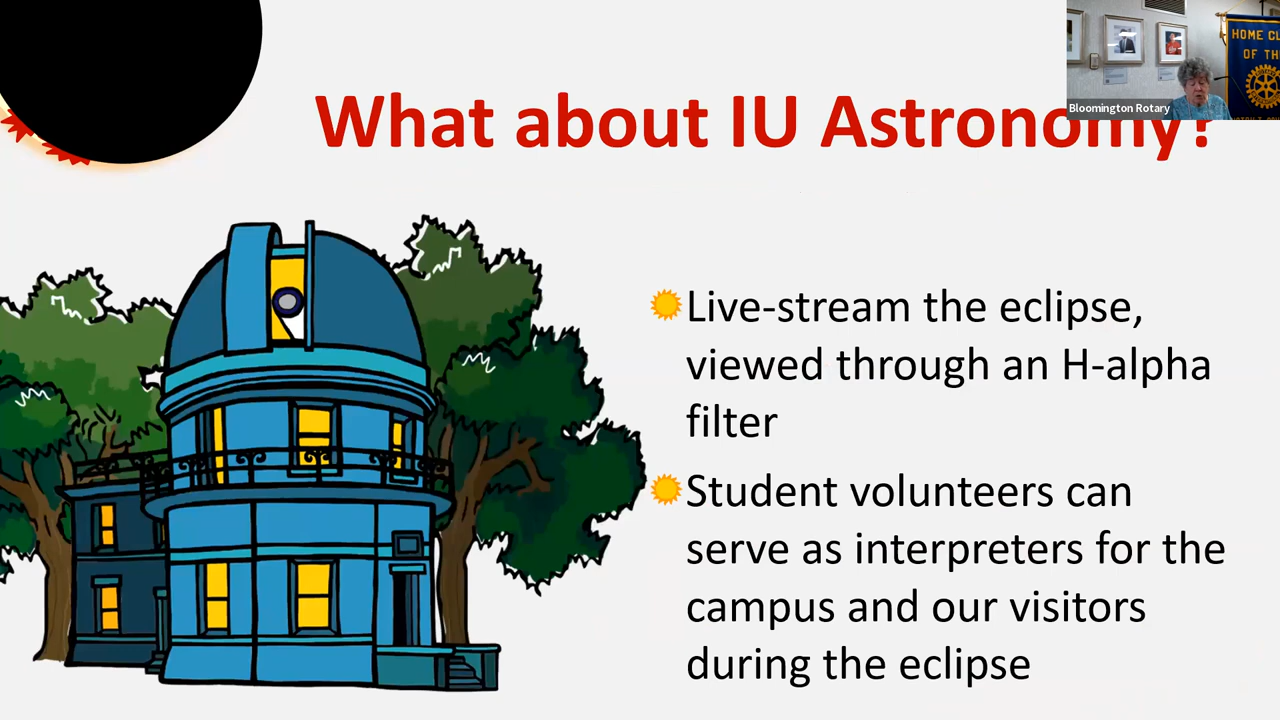 What about IU Astronomy?
HOME CL
OF TH
Bloomington Rotary
Live-stream the eclipse,
viewed through an H-alpha
filter
Student volunteers can
serve as interpreters for the
campus and our visitors
during the eclipse